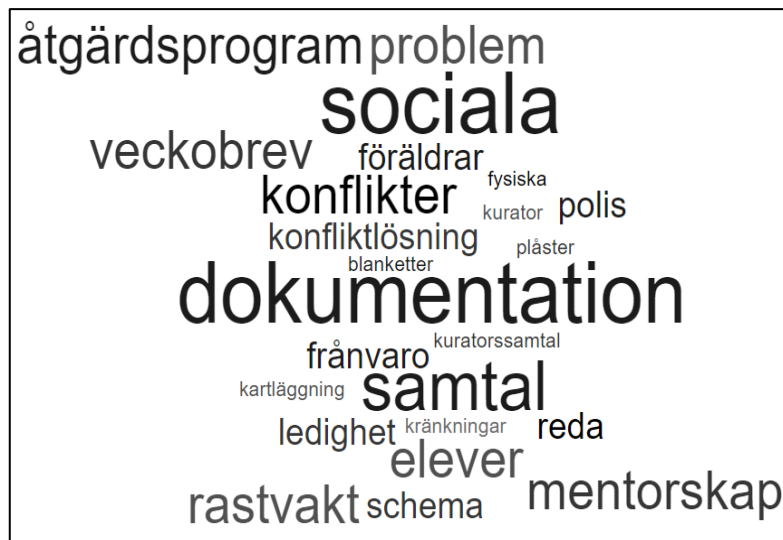 åtgärdsprogram problem
sociala
veckobrev föräldrar
konflikter fysiska
kurator polis
konfliktlösning plåster
blanketter
dokumentation
kuratorssamtal
frånvaro
kartläggning samtal
ledighet kränkningar reda
elever
rastvakt schema mentorskap